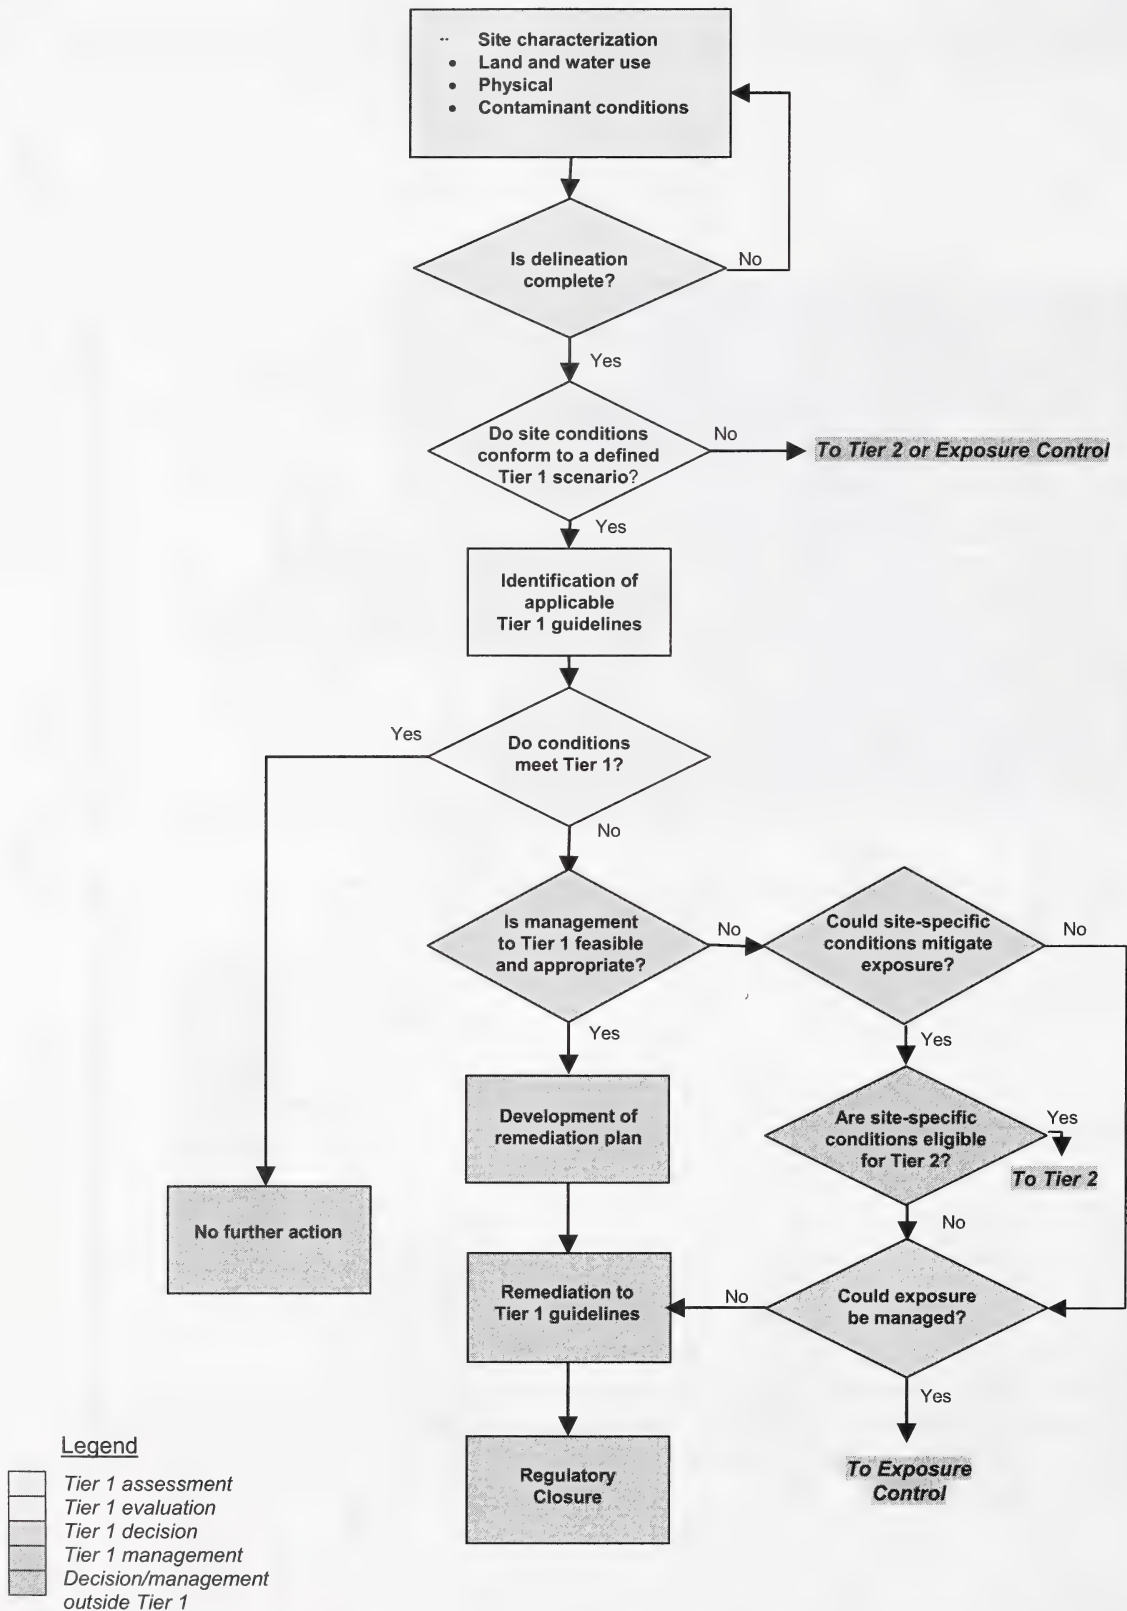 Site characterization
• Land and water use
• Physical
• Contaminant conditions
Is delineation
complete?
No
Yes
Do site conditions
conform to a defined
Tier 1 scenario?
No
To Tier 2 or Exposure Control
Yes
Identification of
applicable
Tier 1 guidelines
Yes
Do conditions
meet Tier 1?
No
Is management
to Tier 1 feasible
and appropriate?
No
Could site-specific
conditions mitigate
exposure?
No
Yes
Yes
Development of
remediation plan
Are site-specific
conditions eligible
for Tier 2?
Yes
To Tier 2
No further action
No
Remediation to
Tier 1 guidelines
No
Could exposure
be managed?
Yes
Regulatory
Closure
To Exposure
Control
Legend
Tier 1 assessment
Tier 1 evaluation
Tier 1 decision
Tier 1 management
Decision/management
outside Tier 1